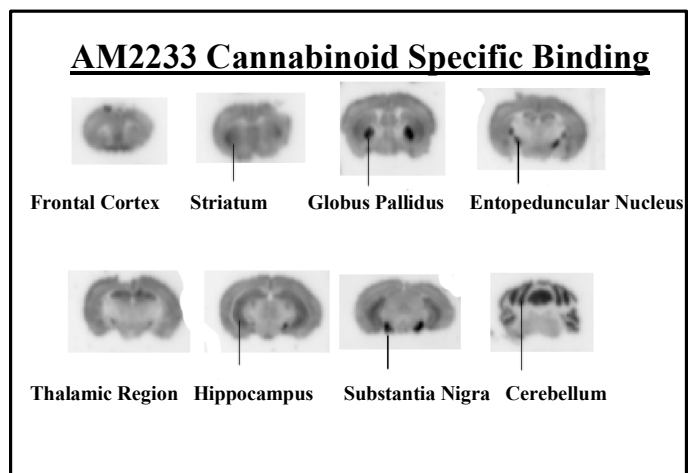 AM2233 Cannabinoid Specific Binding
Frontal Cortex Striatum Globus Pallidus Entopeduncular Nucleus
Thalamic Region Hippocampus Substantia Nigra Cerebellum